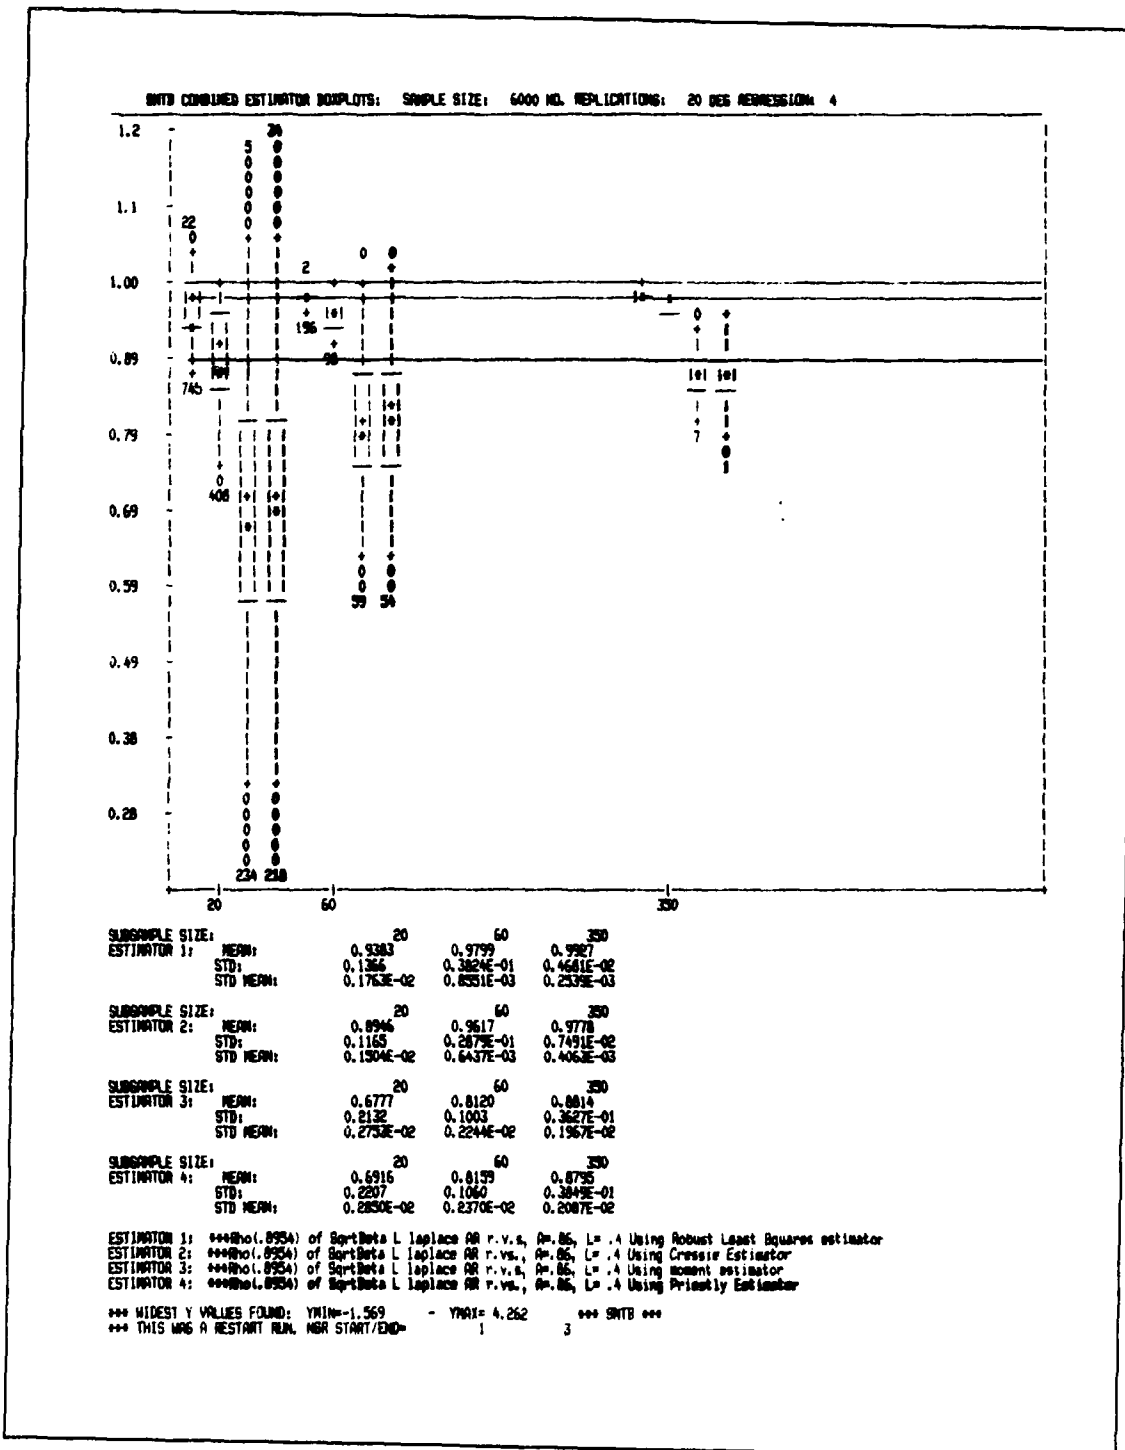 SMTB COMBINED ESTIMATOR BOXPLOTS: SAMPLE SIZE: 6000 NO. REPLICATIONS: 20 DEG REGRESSION: 4
1.2
34
5
1.1
22
2
1.00
196
98
0.89
745
0.79
7
1
408
0.69
0.59
59 54
0.49
0.38
0.28
234 218
20 60 350
SUBSAMPLE SIZE: 20 60 350
ESTIMATOR 1: MEAN: 0.9383 0.9799 0.9927
STD: 0.1366 0.3824E-01 0.4681E-02
STD MEAN: 0.1763E-02 0.8551E-03 0.2539E-03
SUBSAMPLE SIZE: 20 60 350
ESTIMATOR 2: MEAN: 0.8946 0.9617 0.9778
STD: 0.1165 0.2879E-01 0.7491E-02
STD MEAN: 0.1504E-02 0.6437E-03 0.4063E-03
SUBSAMPLE SIZE: 20 60 350
ESTIMATOR 3: MEAN: 0.6777 0.8120 0.8814
STD: 0.2132 0.1003 0.3627E-01
STD MEAN: 0.2753E-02 0.2244E-02 0.1967E-02
SUBSAMPLE SIZE: 20 60 350
ESTIMATOR 4: MEAN: 0.6916 0.8159 0.8795
STD: 0.2207 0.1060 0.3849E-01
STD MEAN: 0.2850E-02 0.2370E-02 0.2087E-02
ESTIMATOR 1: ***Rho(.8954) of SqrtBeta L laplace AR r.v.s, A=.86, L= .4 Using Robust Least Squares estimator
ESTIMATOR 2: ***Rho(.8954) of SqrtBeta L laplace AR r.vs., A=.86, L= .4 Using Cressie Estimator
ESTIMATOR 3: ***Rho(.8954) of SqrtBeta L laplace AR r.v.s, A=.86, L= .4 Using moment estimator
ESTIMATOR 4: ***Rho(.8954) of SqrtBeta L laplace AR r.vs., A=.86, L= .4 Using Priestly Estimator
*** WIDEST Y VALUES FOUND: YMIN=-1.569 - YMAX= 4.262 *** SMTB ***
*** THIS WAS A RESTART RUN. NSR START/END= 1 3